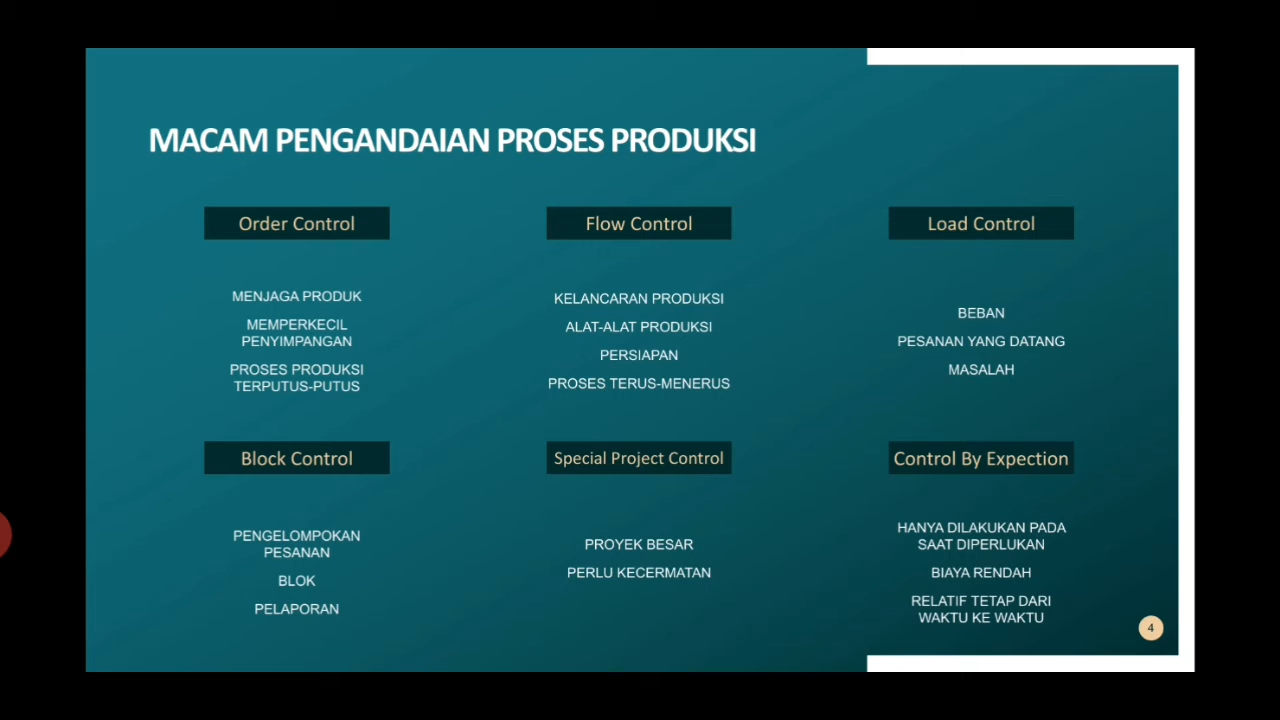 MACAM PENGANDAIAN PROSES PRODUKSI
Order Control
MENJAGA PRODUK
MEMPERKECIL
PENYIMPANGAN
PROSES PRODUKSI
TERPUTUS-PUTUS
Flow Control
KELANCARAN PRODUKSI
ALAT-ALAT PRODUKSI
PERSIAPAN
PROSES TERUS-MENERUS
Load Control
BEBAN
PESANAN YANG DATANG
MASALAH
Block Control
PENGELOMPOKAN
PESANAN
BLOK
PELAPORAN
Special Project Control
PROYEK BESAR
PERLU KECERMATAN
Control By Expection
HANYA DILAKUKAN PADA
SAAT DIPERLUKAN
BIAYA RENDAH
RELATIF TETAP DARI
WAKTU KE WAKTU
4